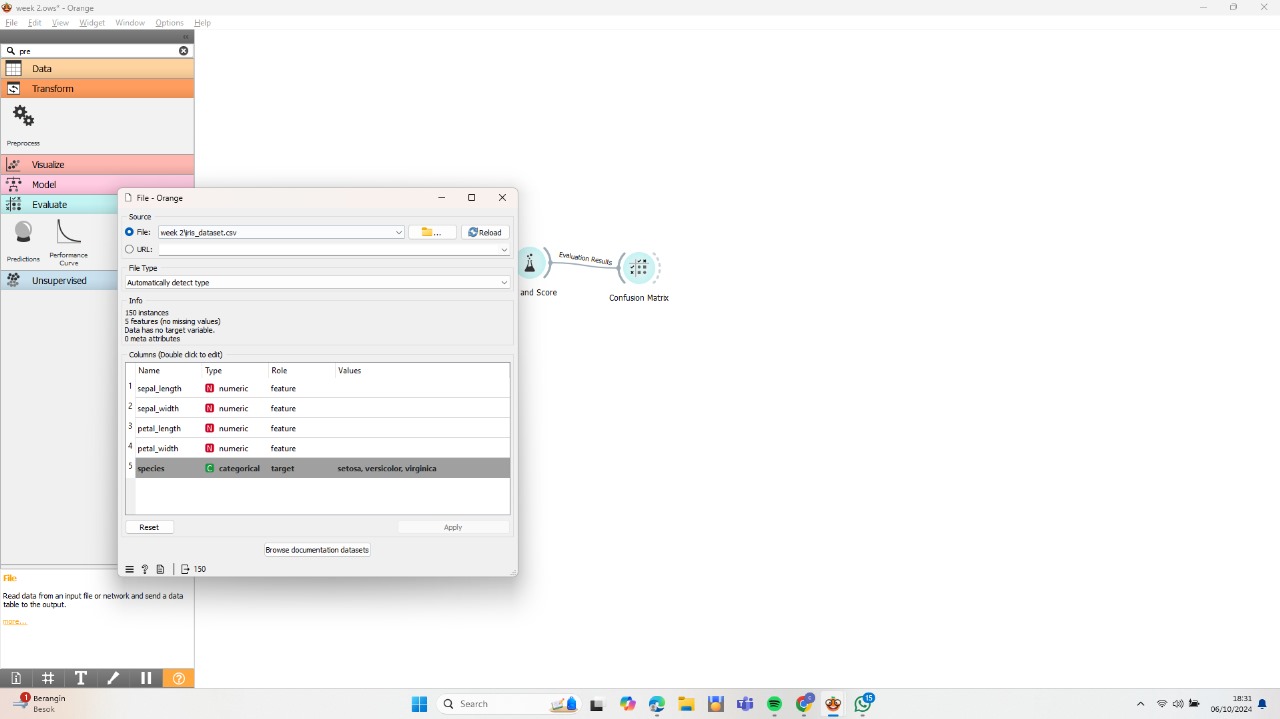 week 2.ows* - Orange
File Edit View Widget Window Options Help
pre
Data
Transform
Preprocess
Visualize
Model
Evaluate
Predictions
Performance Curve
Unsupervised
File
Read data from an input file or network and send a data
table to the output.
more...
File - Orange
Source
File: week 2\iris_dataset.csv ... Reload
URL:
File Type
Automatically detect type
Info
150 instances
5 features (no missing values)
Data has no target variable.
0 meta attributes
Columns (Double click to edit)
Name Type Role Values
1 sepal_length N numeric feature
2 sepal_width N numeric feature
3 petal_length N numeric feature
4 petal_width N numeric feature
5 species C categorical target setosa, versicolor, virginica
Reset Apply
Browse documentation datasets
150
Evaluation Results
and Score
Confusion Matrix
1 Berangin
Besok
Search
15
18:31
06/10/2024